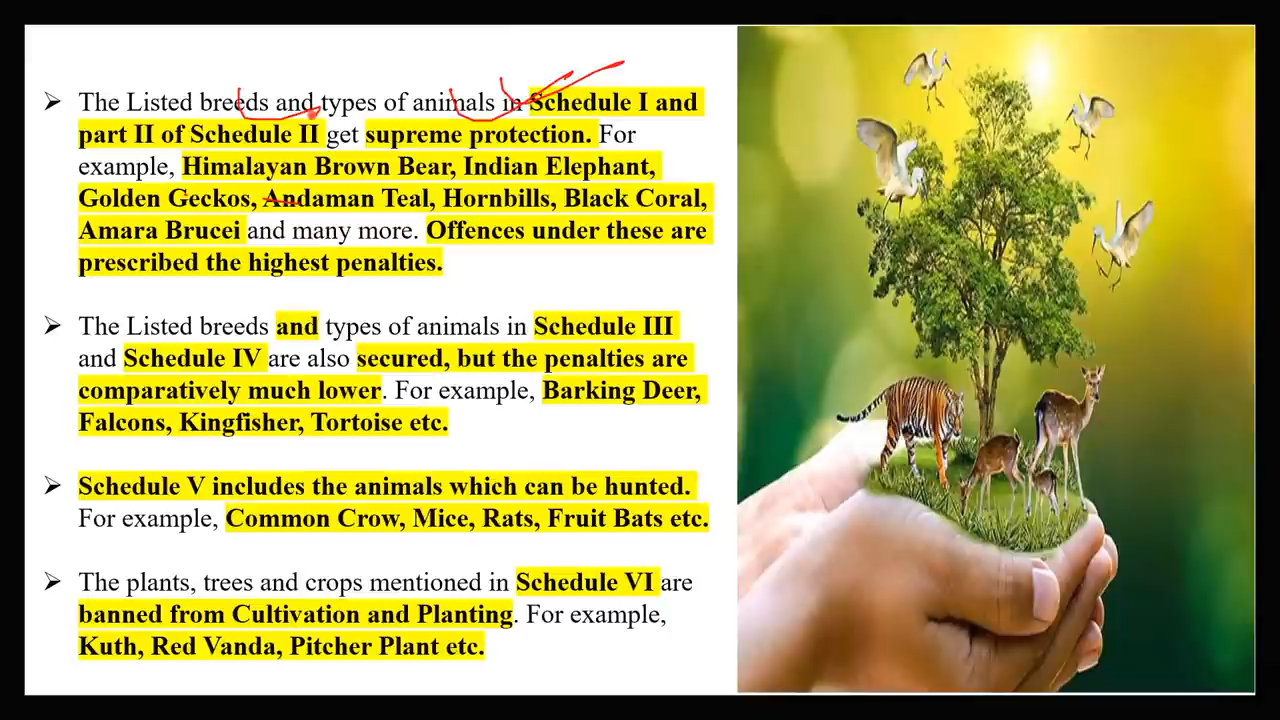 The Listed breeds and types of animals in Schedule I and
part II of Schedule II get supreme protection. For
example, Himalayan Brown Bear, Indian Elephant,
Golden Geckos, Andaman Teal, Hornbills, Black Coral,
Amara Brucei and many more. Offences under these are
prescribed the highest penalties.
The Listed breeds and types of animals in Schedule III
and Schedule IV are also secured, but the penalties are
comparatively much lower. For example, Barking Deer,
Falcons, Kingfisher, Tortoise etc.
Schedule V includes the animals which can be hunted.
For example, Common Crow, Mice, Rats, Fruit Bats etc.
The plants, trees and crops mentioned in Schedule VI are
banned from Cultivation and Planting. For example,
Kuth, Red Vanda, Pitcher Plant etc.